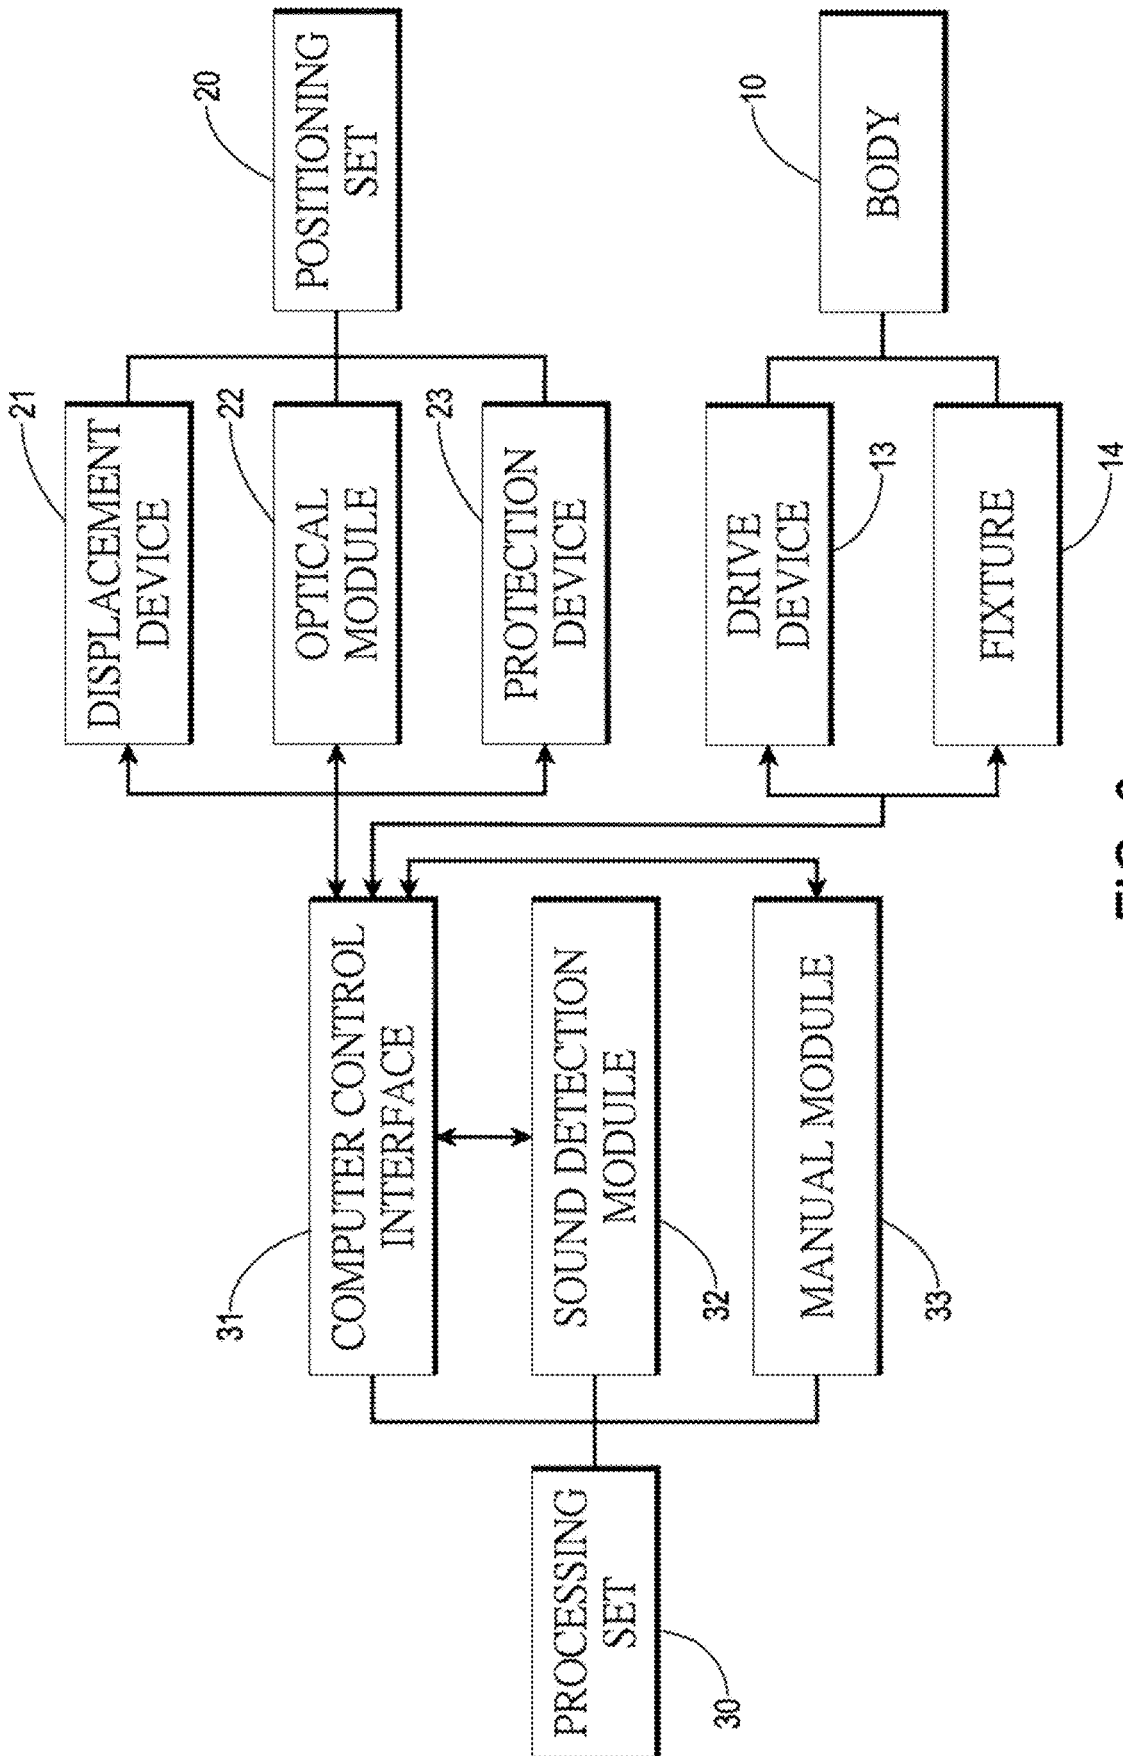 PROCESSING
SET
30
COMPUTER CONTROL
INTERFACE
31
SOUND DETECTION
MODULE
32
MANUAL MODULE
33
DISPLACEMENT
DEVICE
21
OPTICAL
MODULE
22
PROTECTION
DEVICE
23
DRIVE
DEVICE
13
FIXTURE
14
POSITIONING
SET
20
BODY
10